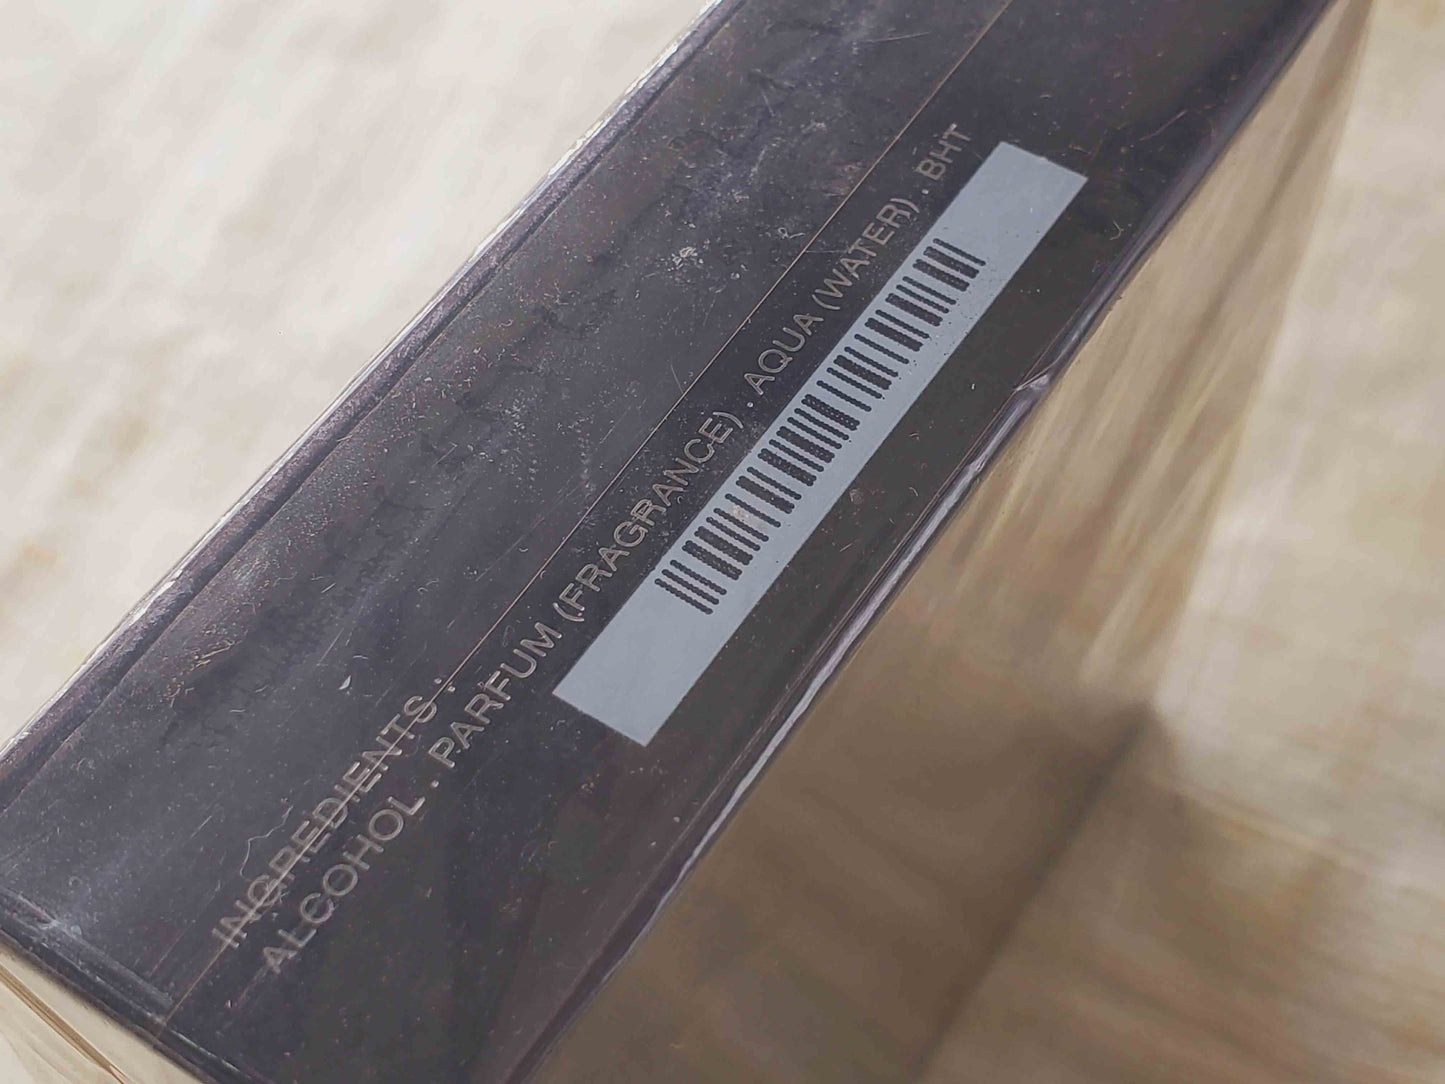 INGREDIENTS :
ALCOHOL . PARFUM (FRAGRANCE) . AQUA (WATER) . BHT